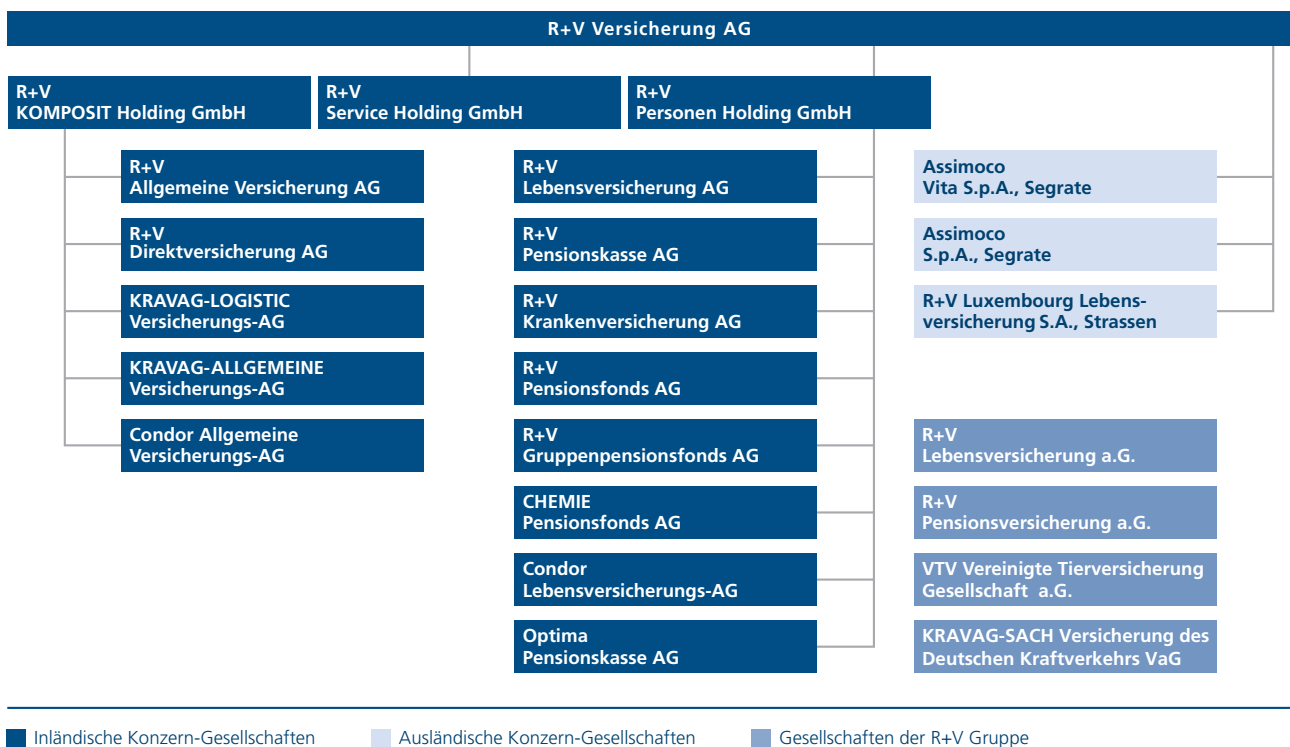 R+V Versicherung AG
R+V
KOMPOSIT Holding GmbH
R+V
Service Holding GmbH
R+V
Personen Holding GmbH
R+V
Allgemeine Versicherung AG
R+V
Direktversicherung AG
KRAVAG-LOGISTIC
Versicherungs-AG
KRAVAG-ALLGEMEINE
Versicherungs-AG
Condor Allgemeine
Versicherungs-AG
R+V
Lebensversicherung AG
R+V
Pensionskasse AG
R+V
Krankenversicherung AG
R+V
Pensionsfonds AG
R+V
Gruppenpensionsfonds AG
CHEMIE
Pensionsfonds AG
Condor
Lebensversicherungs-AG
Optima
Pensionskasse AG
Assimoco
Vita S.p.A., Segrate
Assimoco
S.p.A., Segrate
R+V Luxembourg Lebens-
versicherung S.A., Strassen
R+V
Lebensversicherung a.G.
R+V
Pensionsversicherung a.G.
VTV Vereinigte Tierversicherung
Gesellschaft a.G.
KRAVAG-SACH Versicherung des
Deutschen Kraftverkehrs VaG
Inländische Konzern-Gesellschaften
Ausländische Konzern-Gesellschaften
Gesellschaften der R+V Gruppe